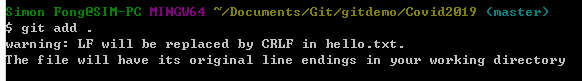 Simon Fong@SIM-PC MINGW64 ~/Documents/Git/gitdemo/Covid2019 (master)
$ git add .
warning: LF will be replaced by CRLF in hello.txt.
The file will have its original line endings in your working directory